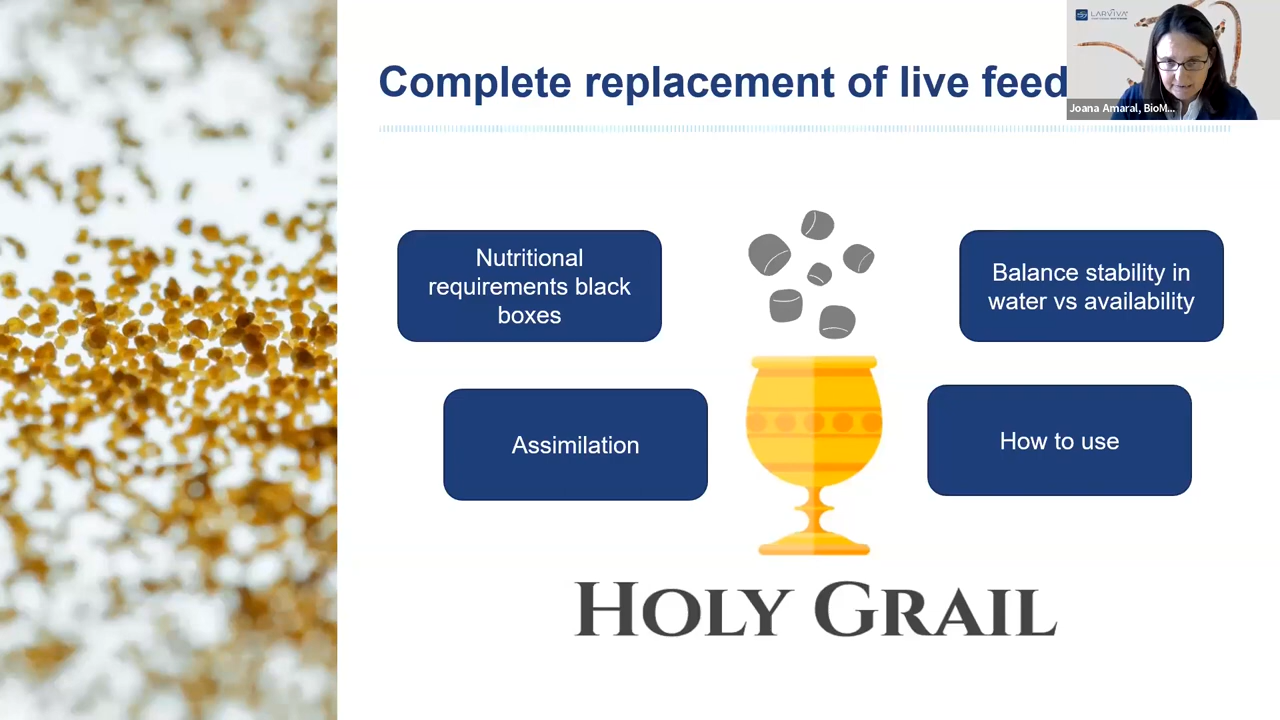 Complete replacement of live feed
LARVIVA
Joana Amaral, BioM...
Nutritional
requirements black
boxes
Balance stability in
water vs availability
Assimilation
How to use
HOLY GRAIL